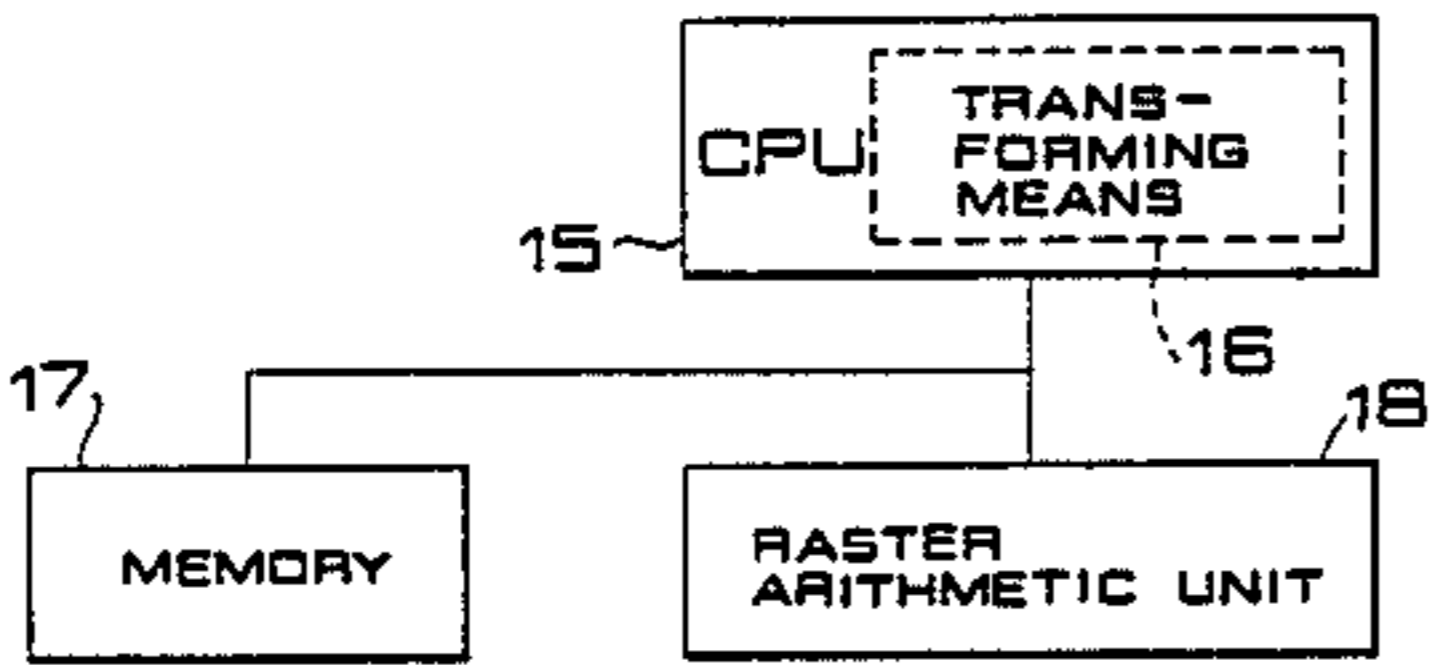 CPU
TRANS-
FORMING
MEANS
15
16
17
18
MEMORY
RASTER
ARITHMETIC UNIT